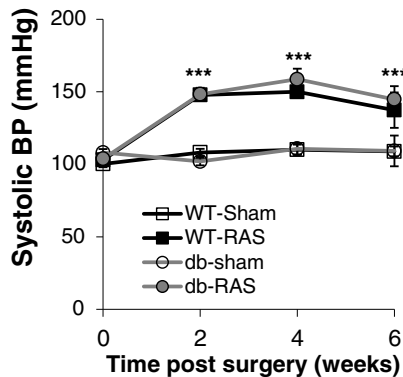 Systolic BP (mmHg)
200
150
100
50
0
*** *** ***
WT-Sham
WT-RAS
db-sham
db-RAS
0 2 4 6
Time post surgery (weeks)